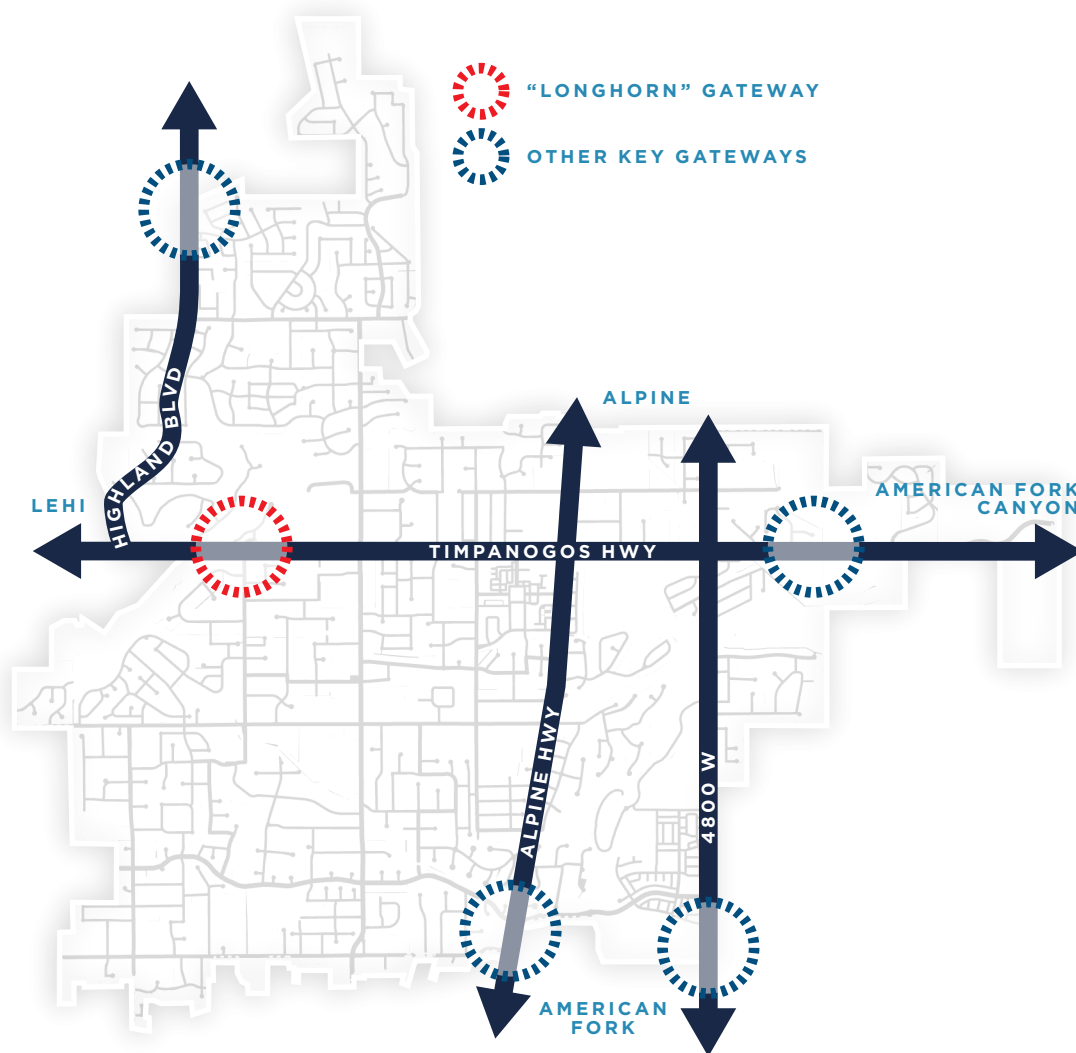 “LONGHORN” GATEWAY
OTHER KEY GATEWAYS
HIGHLAND BLVD
ALPINE
LEHI
AMERICAN FORK
CANYON
TIMPANOGOS HWY
ALPINE HWY
4800 W
AMERICAN
FORK